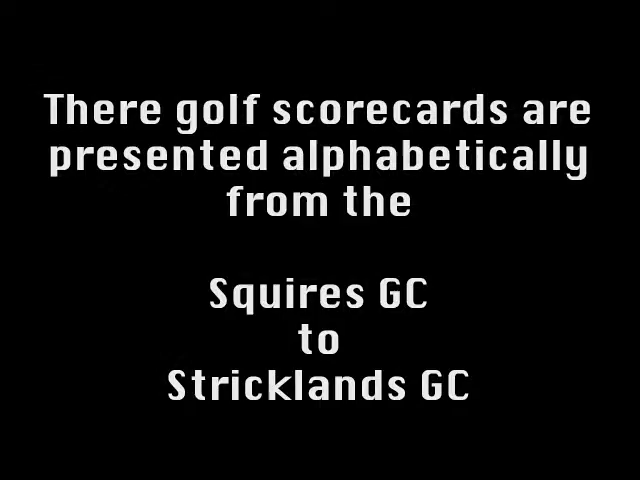 There golf scorecards are
presented alphabetically
from the
Squires GC
to
Stricklands GC